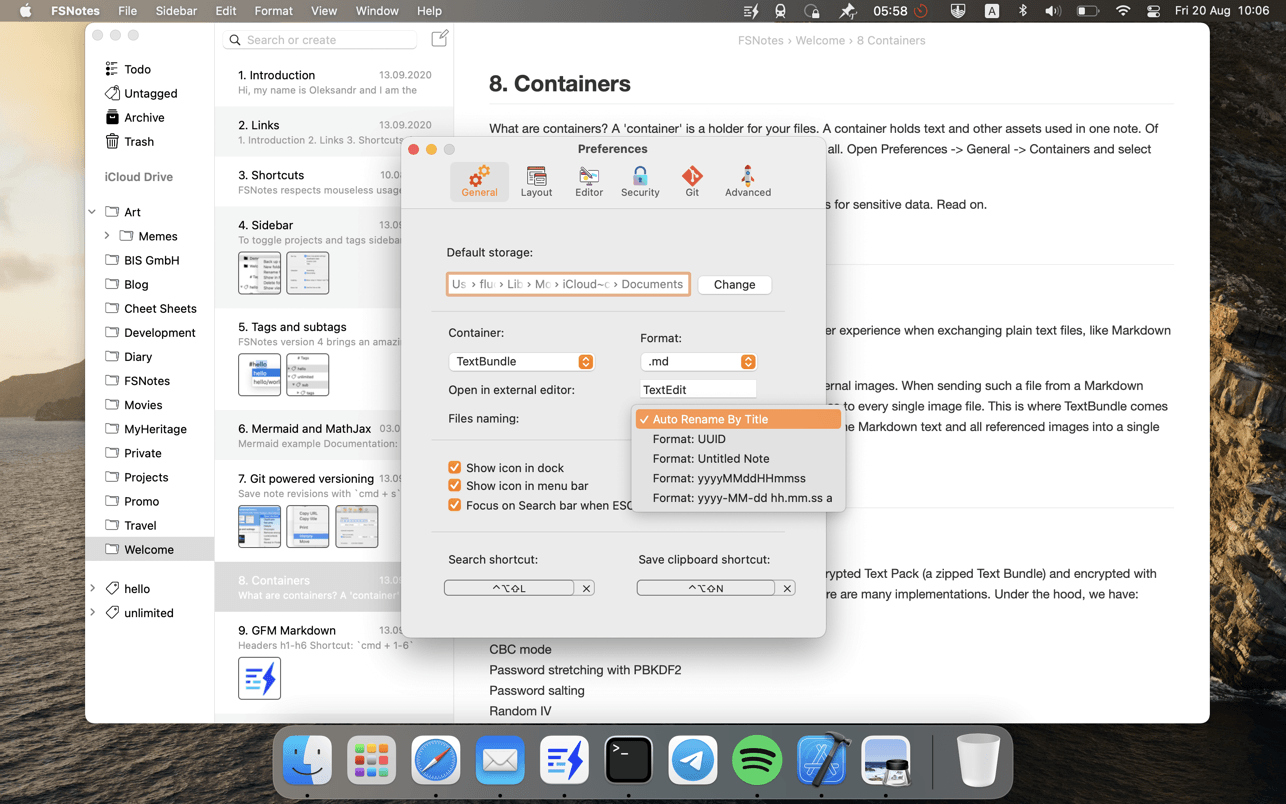 FSNotes File Sidebar Edit Format View Window Help 05:58 A Fri 20 Aug 10:06
Todo
Untagged
Archive
Trash
iCloud Drive
Art
Memes
BIS GmbH
Blog
Cheet Sheets
Development
Diary
FSNotes
Movies
MyHeritage
Private
Projects
Promo
Travel
Welcome
hello
unlimited
Search or create
1. Introduction 13.09.2020
Hi, my name is Oleksandr and I am the
2. Links 13.09.2020
1. Introduction 2. Links 3. Shortcuts
3. Shortcuts 10.0
FSNotes respects mouseless usag
4. Sidebar 13.09
To toggle projects and tags sideba
5. Tags and subtags
FSNotes version 4 brings an amazi
#hello
hello
hello/worl
6. Mermaid and MathJax 03.0
Mermaid example Documentation:
7. Git powered versioning 13.09
Save note revisions with `cmd + s`
8. Containers 13.09
What are containers? A 'container'
9. GFM Markdown 13.09
Headers h1-h6 Shortcut: `cmd + 1-6`
FSNotes › Welcome › 8 Containers
8. Containers
What are containers? A 'container' is a holder for your files. A container holds text and other assets used in one note. Of
all. Open Preferences -> General -> Containers and select
s for sensitive data. Read on.
er experience when exchanging plain text files, like Markdown
ernal images. When sending such a file from a Markdown
to every single image file. This is where TextBundle comes
he Markdown text and all referenced images into a single
rypted Text Pack (a zipped Text Bundle) and encrypted with
re are many implementations. Under the hood, we have:
CBC mode
Password stretching with PBKDF2
Password salting
Random IV
Preferences
General Layout Editor Security Git Advanced
Default storage:
Us › flu › Lib › Mo › iCloud~c › Documents Change
Container: Format:
TextBundle .md
Open in external editor: TextEdit
Files naming:
✓ Auto Rename By Title
Format: UUID
Format: Untitled Note
Format: yyyyMMddHHmmss
Format: yyyy-MM-dd hh.mm.ss a
Show icon in dock
Show icon in menu bar
Focus on Search bar when ESC
Search shortcut: Save clipboard shortcut:
^⌥⇧L ✕ ^⌥⇧N ✕
>_